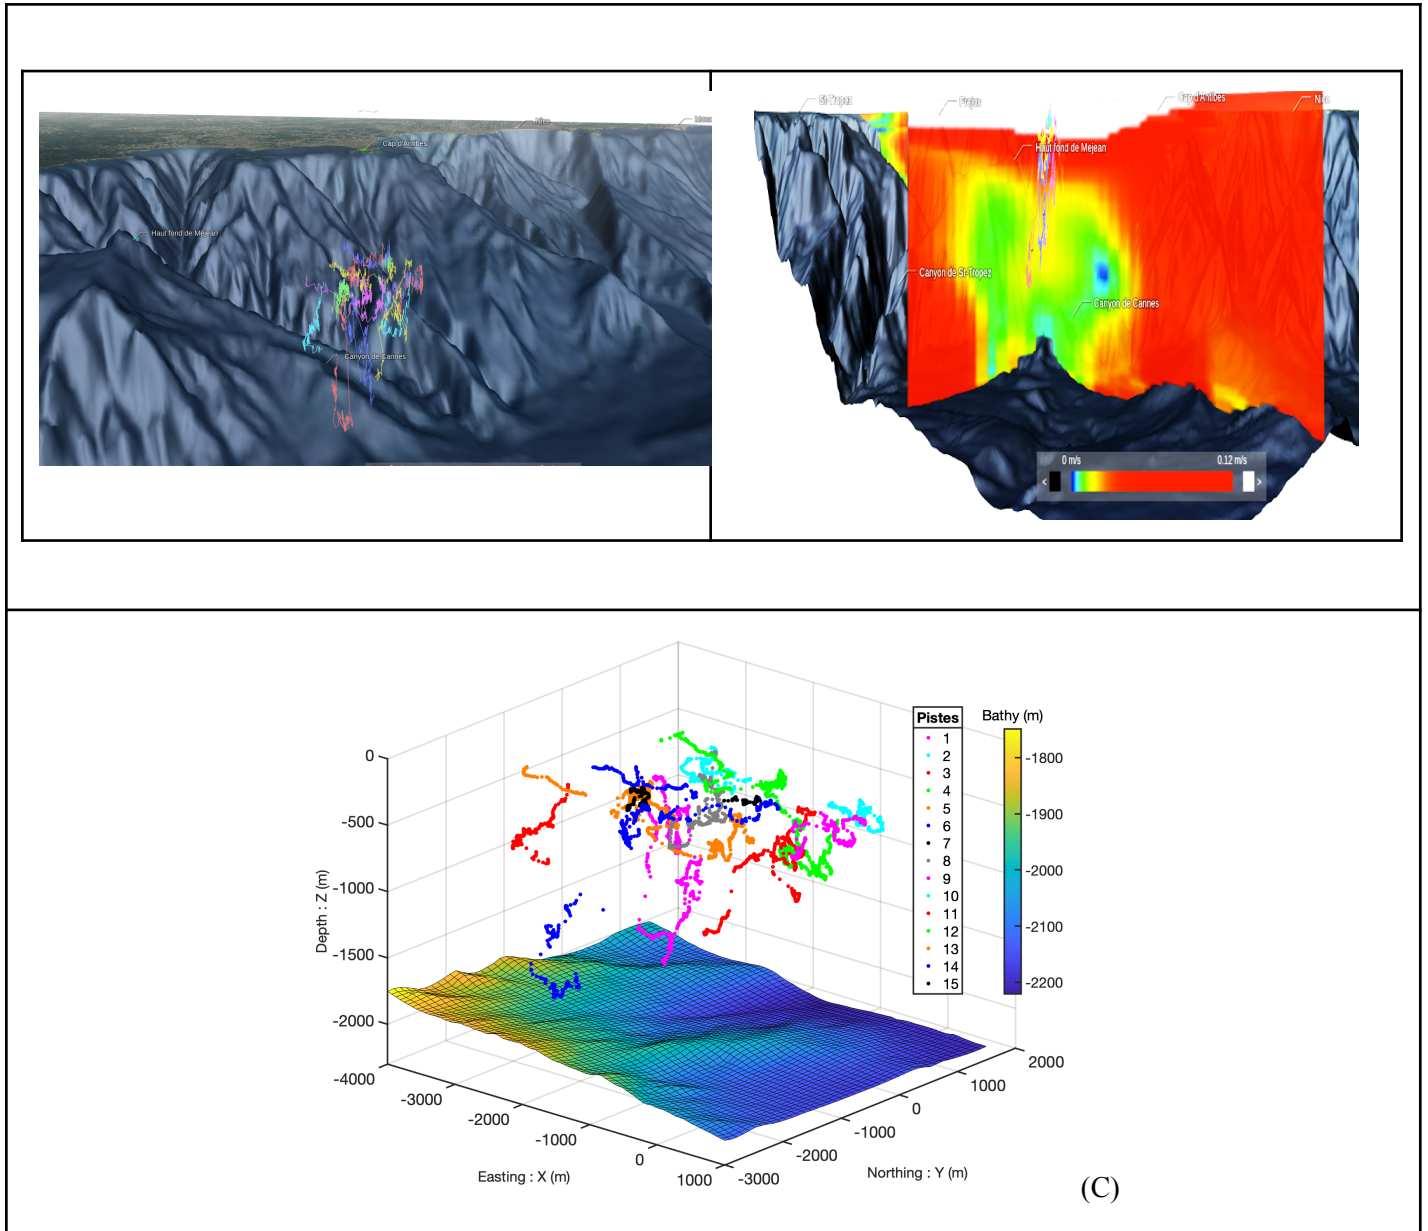 Nice
Cap d'Antibes
Haut fond de Mejean
Canyon de Cannes
St-Tropez
Frejus
Cap d'Antibes
Nice
Haut fond de Mejean
Canyon de St-Tropez
Canyon de Cannes
0 m/s
0.12 m/s
< >
Pistes
1
2
3
4
5
6
7
8
9
10
11
12
13
14
15
Bathy (m)
-1800
-1900
-2000
-2100
-2200
0
-500
-1000
-1500
-2000
Depth : Z (m)
-4000
-3000
-2000
-1000
0
1000
Easting : X (m)
-3000
-2000
-1000
0
1000
2000
Northing : Y (m)
(C)